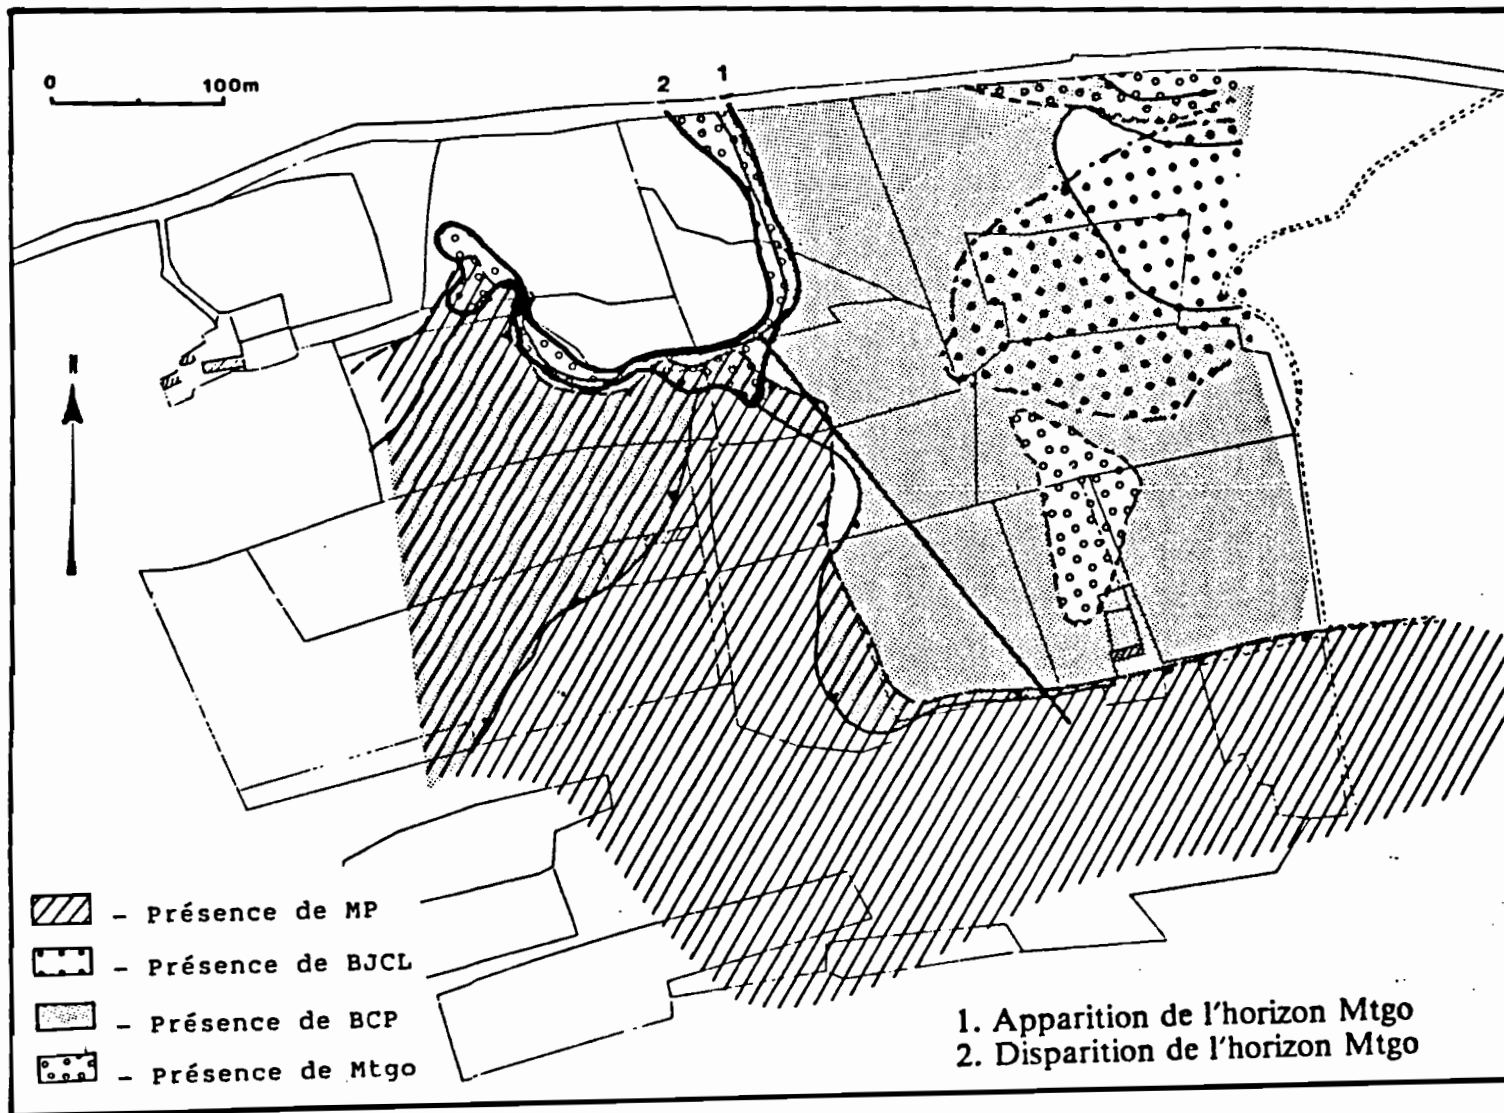 0 100m
2 1
N
- Présence de MP
- Présence de BJCL
- Présence de BCP
- Présence de Mtgo
1. Apparition de l'horizon Mtgo
2. Disparition de l'horizon Mtgo